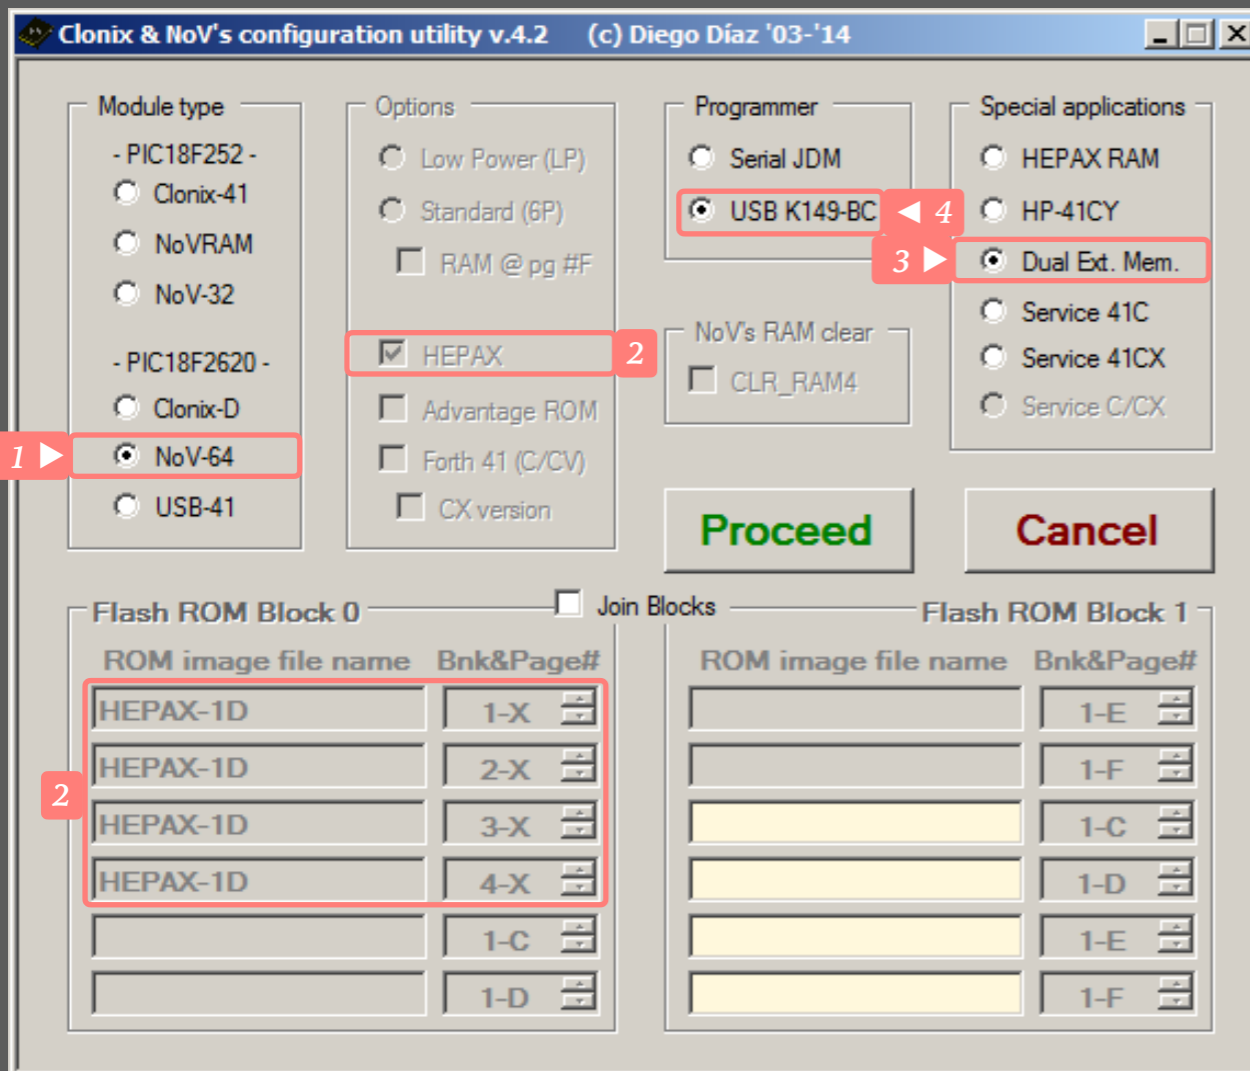 Clonix & NoV's configuration utility v.4.2 (c) Diego Díaz '03-'14
Module type
- PIC18F252 -
Clonix-41
NoVRAM
NoV-32
- PIC18F2620 -
Clonix-D
1
NoV-64
USB-41
Options
Low Power (LP)
Standard (6P)
RAM @ pg #F
HEPAX
2
Advantage ROM
Forth 41 (C/CV)
CX version
Programmer
Serial JDM
USB K149-BC
4
NoV's RAM clear
CLR_RAM4
Special applications
HEPAX RAM
HP-41CY
3
Dual Ext. Mem.
Service 41C
Service 41CX
Service C/CX
Proceed
Cancel
Join Blocks
Flash ROM Block 0
ROM image file name Bnk&Page#
HEPAX-1D 1-X
HEPAX-1D 2-X
2
HEPAX-1D 3-X
HEPAX-1D 4-X
1-C
1-D
Flash ROM Block 1
ROM image file name Bnk&Page#
1-E
1-F
1-C
1-D
1-E
1-F